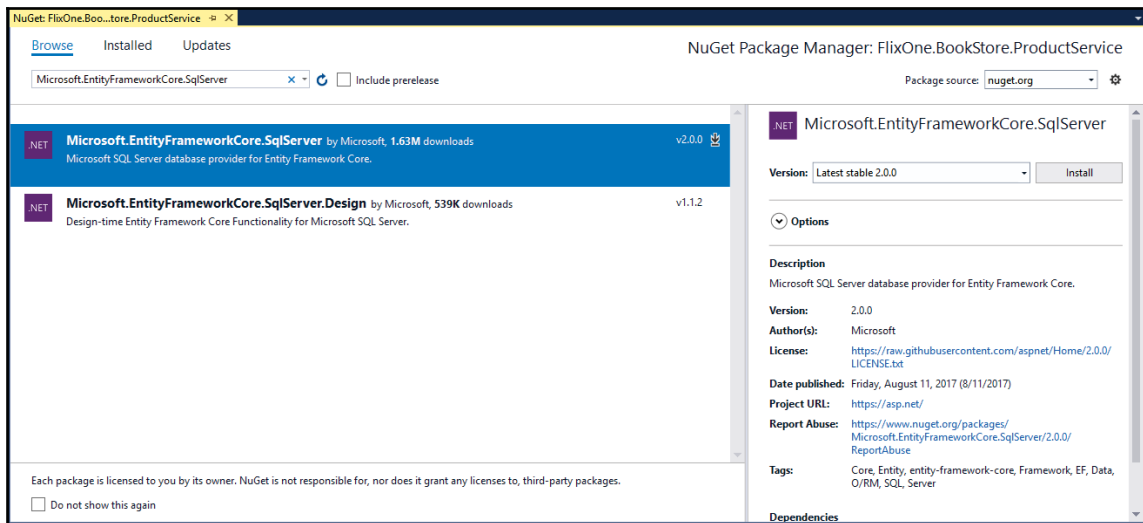 NuGet: FlixOne.Boo...tore.ProductService
Browse Installed Updates
NuGet Package Manager: FlixOne.BookStore.ProductService
Microsoft.EntityFrameworkCore.SqlServer
Include prerelease
Package source: nuget.org
.NET
Microsoft.EntityFrameworkCore.SqlServer by Microsoft, 1.63M downloads
v2.0.0
Microsoft SQL Server database provider for Entity Framework Core.
.NET
Microsoft.EntityFrameworkCore.SqlServer.Design by Microsoft, 539K downloads
v1.1.2
Design-time Entity Framework Core Functionality for Microsoft SQL Server.
Each package is licensed to you by its owner. NuGet is not responsible for, nor does it grant any licenses to, third-party packages.
Do not show this again
.NET
Microsoft.EntityFrameworkCore.SqlServer
Version: Latest stable 2.0.0
Install
Options
Description
Microsoft SQL Server database provider for Entity Framework Core.
Version: 2.0.0
Author(s): Microsoft
License: https://raw.githubusercontent.com/aspnet/Home/2.0.0/
LICENSE.txt
Date published: Friday, August 11, 2017 (8/11/2017)
Project URL: https://asp.net/
Report Abuse: https://www.nuget.org/packages/
Microsoft.EntityFrameworkCore.SqlServer/2.0.0/
ReportAbuse
Tags: Core, Entity, entity-framework-core, Framework, EF, Data,
O/RM, SQL, Server
Dependencies